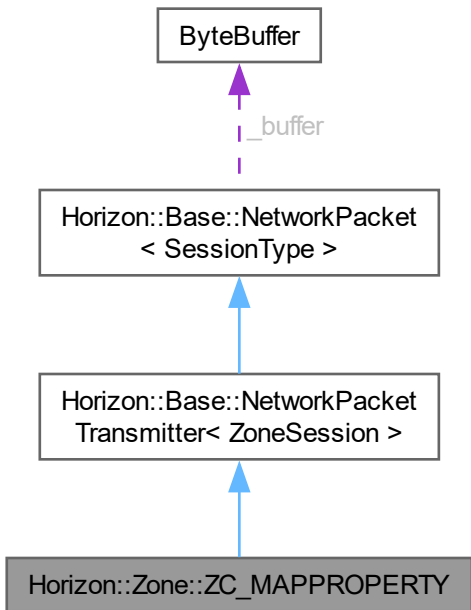 ByteBuffer
_buffer
Horizon::Base::NetworkPacket
< SessionType >
Horizon::Base::NetworkPacket
Transmitter< ZoneSession >
Horizon::Zone::ZC_MAPPROPERTY